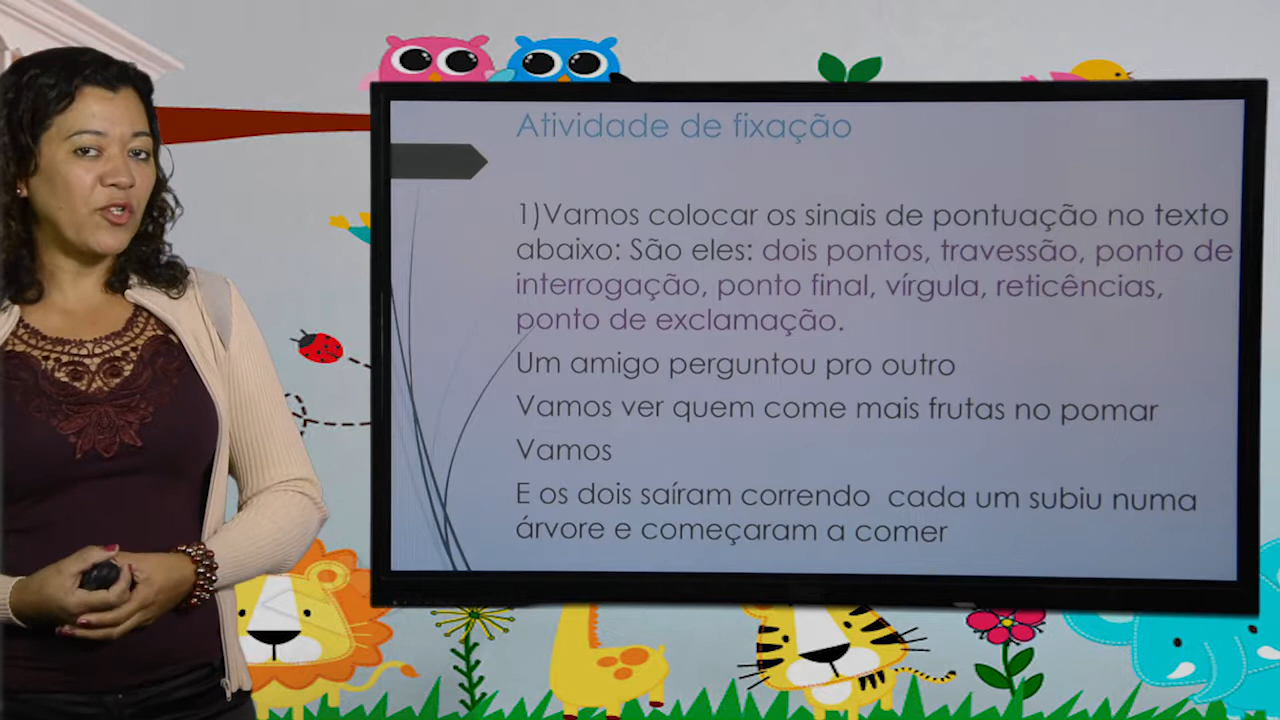 Atividade de fixação
1)Vamos colocar os sinais de pontuação no texto
abaixo: São eles: dois pontos, travessão, ponto de
interrogação, ponto final, vírgula, reticências,
ponto de exclamação.
Um amigo perguntou pro outro
Vamos ver quem come mais frutas no pomar
Vamos
E os dois saíram correndo  cada um subiu numa
árvore e começaram a comer